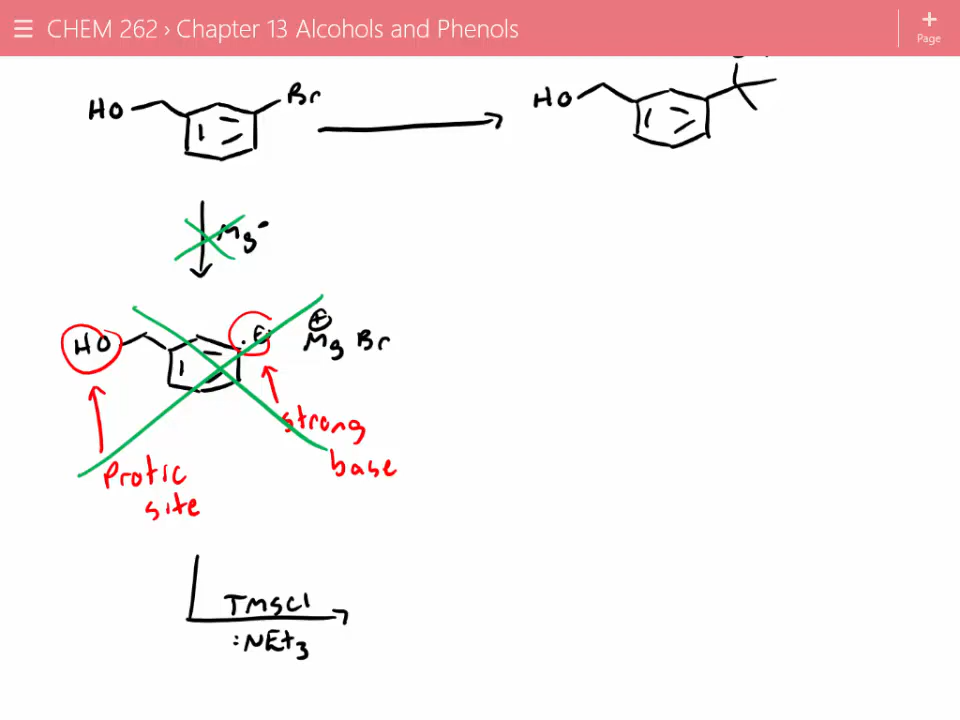 CHEM 262 › Chapter 13 Alcohols and Phenols
Page
HO
Br
HO
Mg°
HO
Mg Br
strong
base
Protic
site
TMSCl
:NEt3